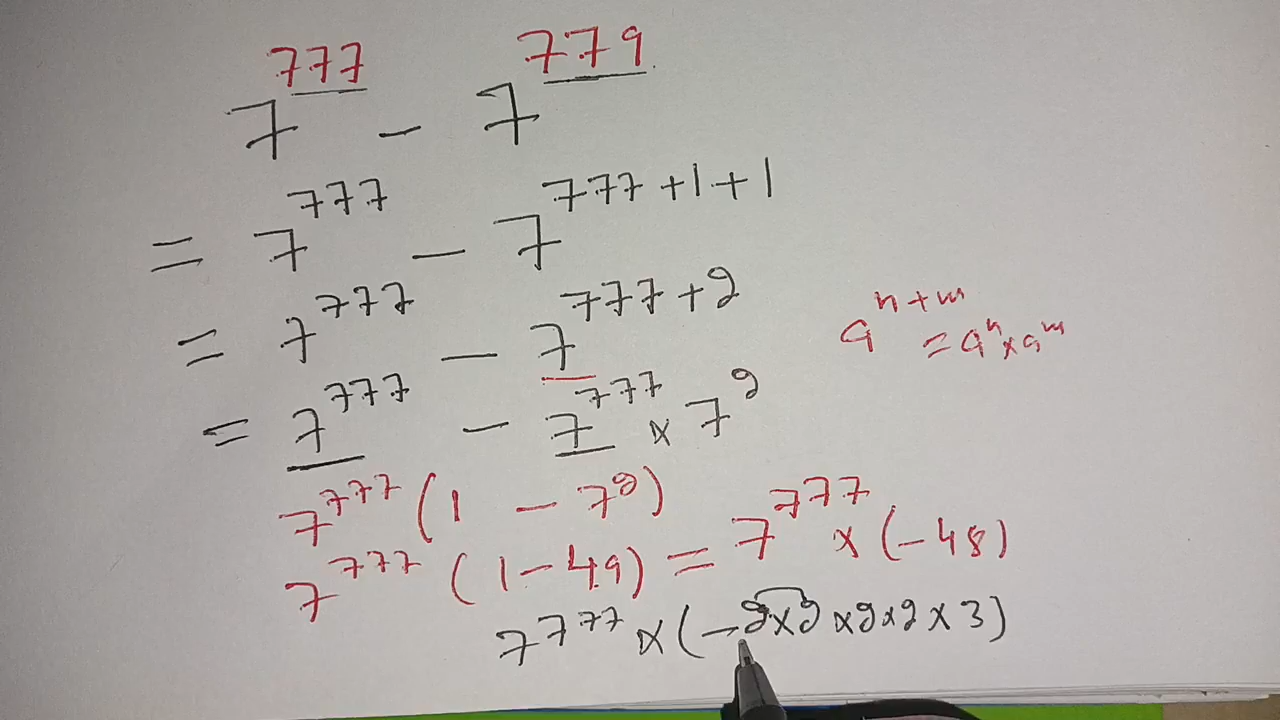 7^777 - 7^779
= 7^777 - 7^777+1+1
= 7^777 - 7^777+2
a^n+m
= a^n × a^m
= 7^777 - 7^777 × 7^2
7^777 (1 - 7^2)
7^777 (1 - 49) = 7^777 × (-48)
7^777 × (-2×2×2×2×3)